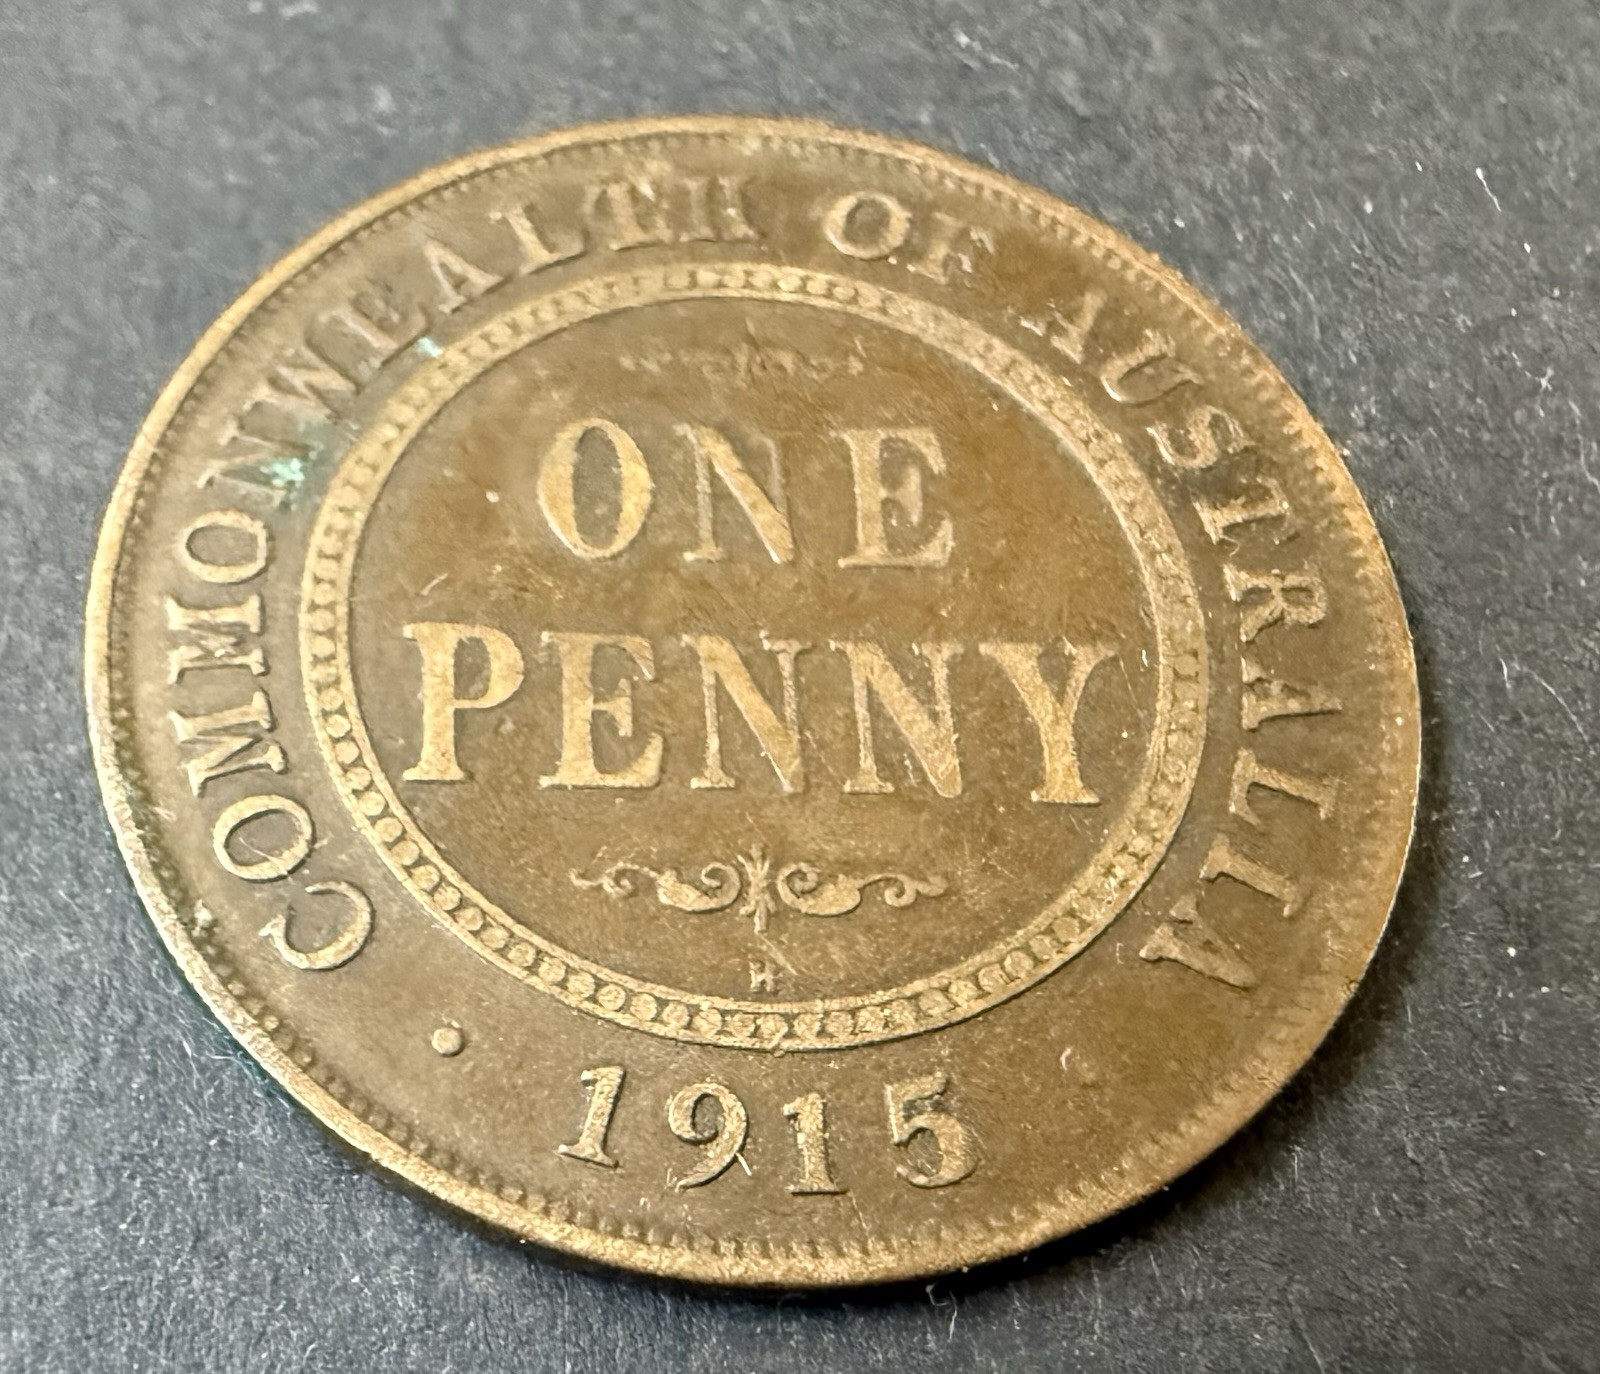 COMMONWEALTH OF AUSTRALIA
ONE
PENNY
H
1915